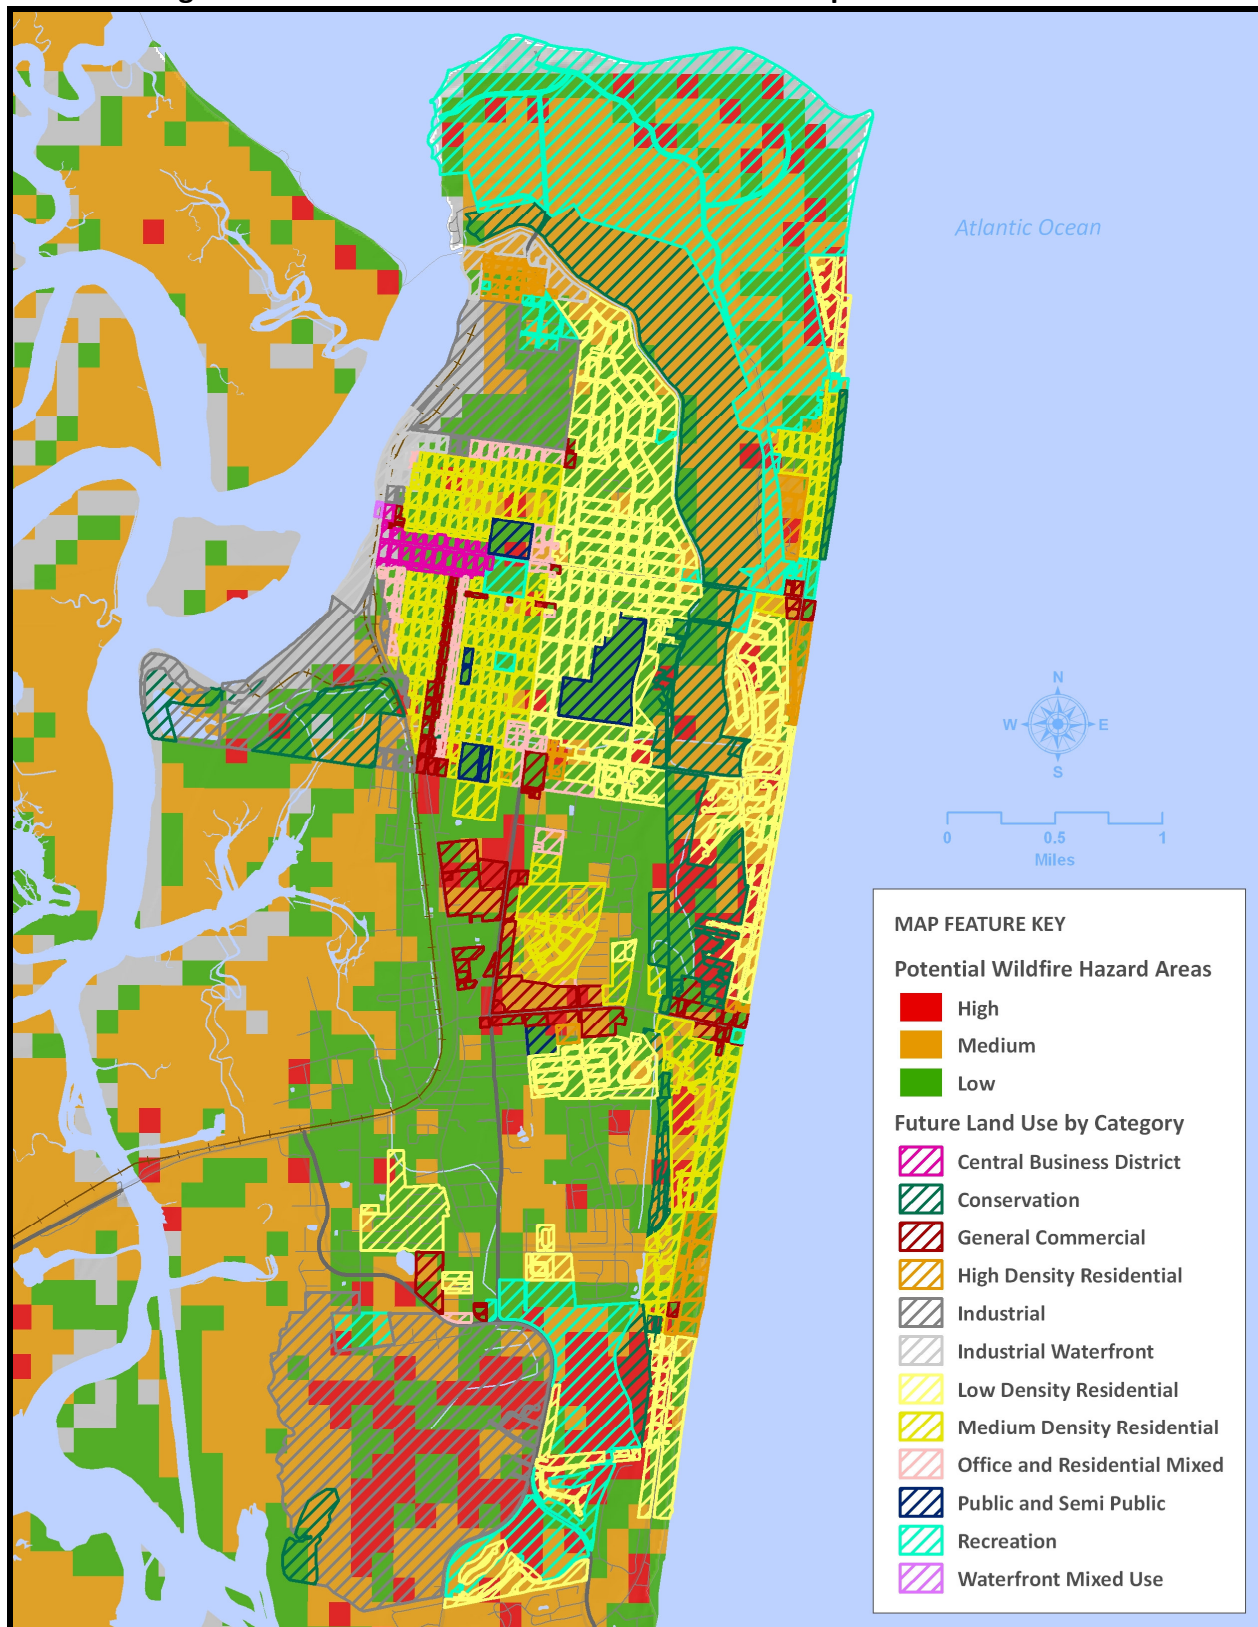 Atlantic Ocean
N
W
E
S
0
0.5
1
Miles
MAP FEATURE KEY
Potential Wildfire Hazard Areas
High
Medium
Low
Future Land Use by Category
Central Business District
Conservation
General Commercial
High Density Residential
Industrial
Industrial Waterfront
Low Density Residential
Medium Density Residential
Office and Residential Mixed
Public and Semi Public
Recreation
Waterfront Mixed Use